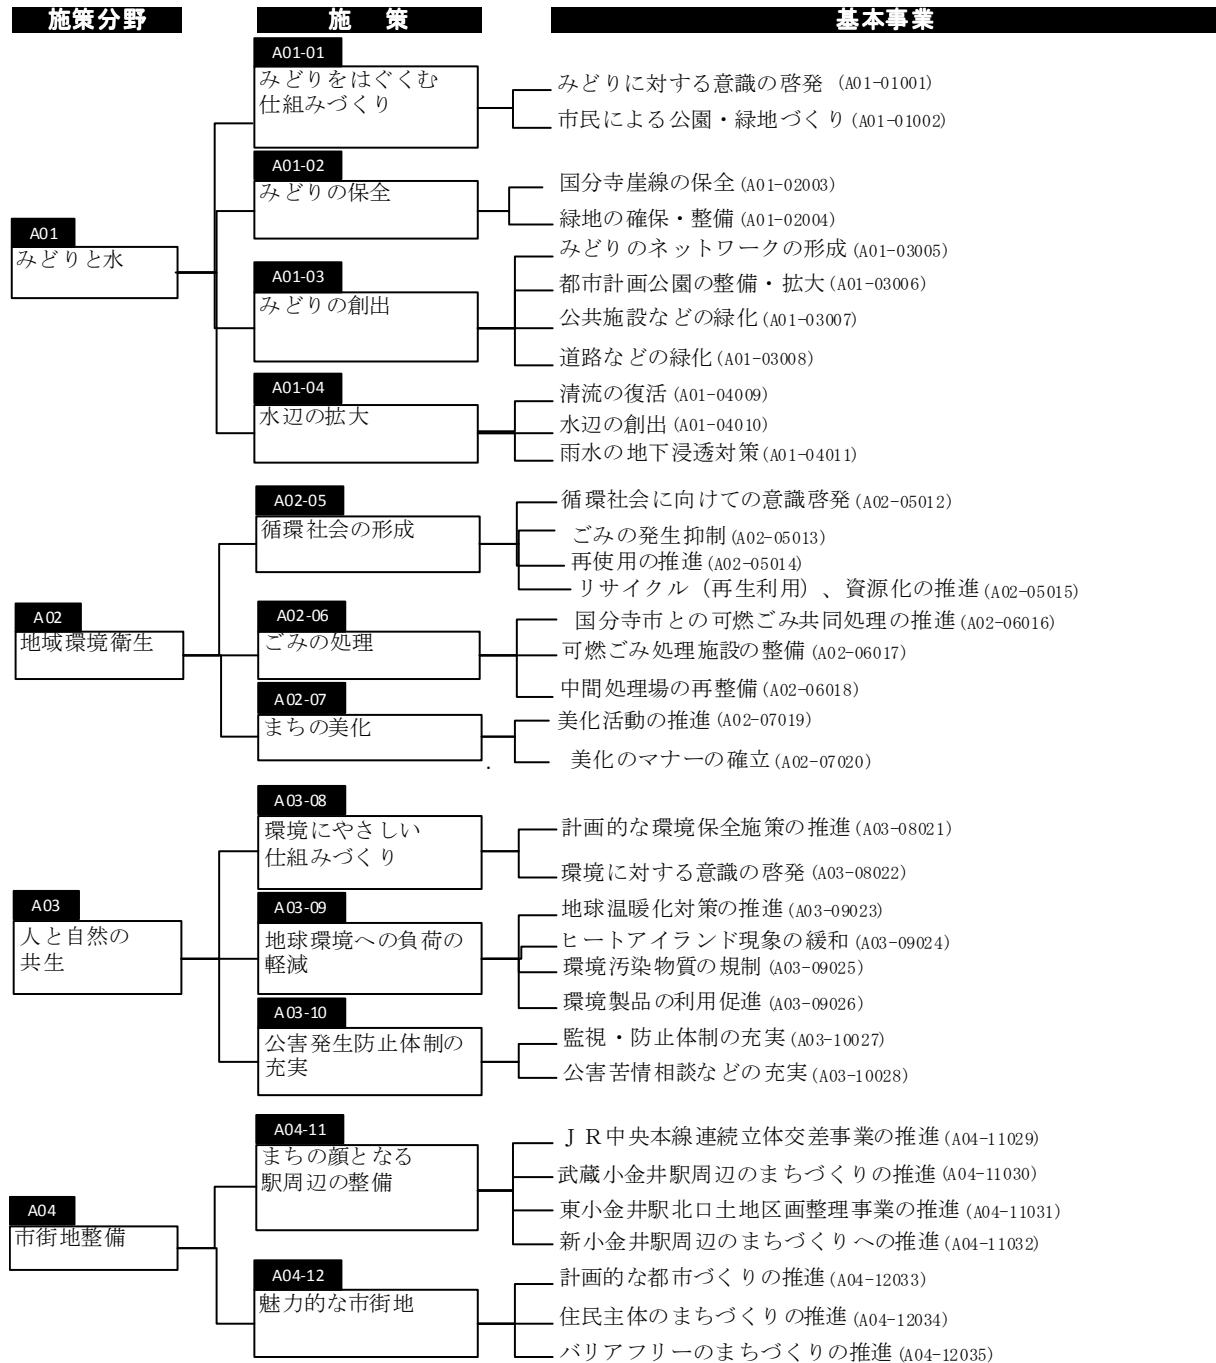 施策分野
施　策
基本事業
A01
みどりと水
A01-01
みどりをはぐくむ
仕組みづくり
みどりに対する意識の啓発 (A01-01001)
市民による公園・緑地づくり(A01-01002)
A01-02
みどりの保全
国分寺崖線の保全(A01-02003)
緑地の確保・整備(A01-02004)
A01-03
みどりの創出
みどりのネットワークの形成(A01-03005)
都市計画公園の整備・拡大(A01-03006)
公共施設などの緑化(A01-03007)
道路などの緑化(A01-03008)
A01-04
水辺の拡大
清流の復活(A01-04009)
水辺の創出(A01-04010)
雨水の地下浸透対策(A01-04011)
A02
地域環境衛生
A02-05
循環社会の形成
循環社会に向けての意識啓発(A02-05012)
ごみの発生抑制(A02-05013)
再使用の推進(A02-05014)
リサイクル（再生利用）、資源化の推進(A02-05015)
A02-06
ごみの処理
国分寺市との可燃ごみ共同処理の推進(A02-06016)
可燃ごみ処理施設の整備(A02-06017)
中間処理場の再整備(A02-06018)
A02-07
まちの美化
美化活動の推進(A02-07019)
美化のマナーの確立(A02-07020)
A03
人と自然の
共生
A03-08
環境にやさしい
仕組みづくり
計画的な環境保全施策の推進(A03-08021)
環境に対する意識の啓発(A03-08022)
A03-09
地球環境への負荷の
軽減
地球温暖化対策の推進(A03-09023)
ヒートアイランド現象の緩和(A03-09024)
環境汚染物質の規制(A03-09025)
環境製品の利用促進(A03-09026)
A03-10
公害発生防止体制の
充実
監視・防止体制の充実(A03-10027)
公害苦情相談などの充実(A03-10028)
A04
市街地整備
A04-11
まちの顔となる
駅周辺の整備
ＪＲ中央本線連続立体交差事業の推進(A04-11029)
武蔵小金井駅周辺のまちづくりの推進(A04-11030)
東小金井駅北口土地区画整理事業の推進(A04-11031)
新小金井駅周辺のまちづくりへの推進(A04-11032)
A04-12
魅力的な市街地
計画的な都市づくりの推進(A04-12033)
住民主体のまちづくりの推進(A04-12034)
バリアフリーのまちづくりの推進(A04-12035)